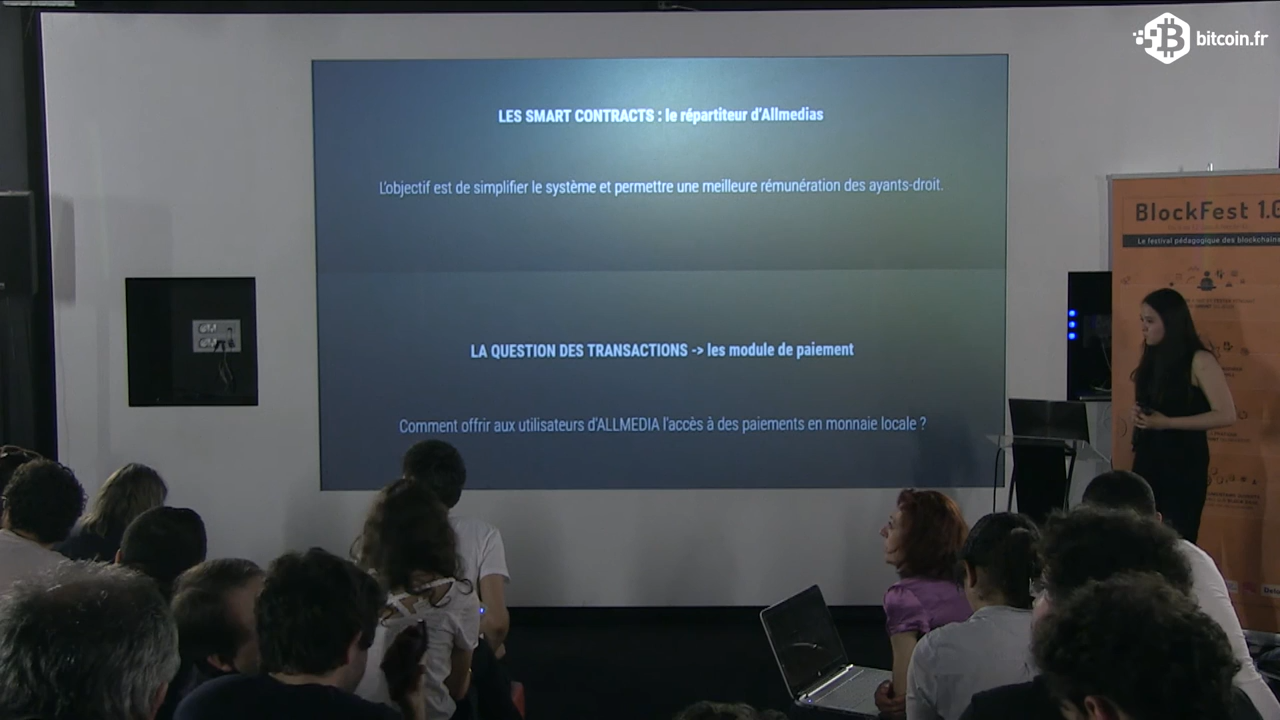 bitcoin.fr
LES SMART CONTRACTS : le répartiteur d'Allmedias
L'objectif est de simplifier le système et permettre une meilleure rémunération des ayants-droit.
LA QUESTION DES TRANSACTIONS -> les module de paiement
Comment offrir aux utilisateurs d'ALLMEDIA l'accès à des paiements en monnaie locale ?
BlockFest 1.0
Le festival pédagogique des blockchains